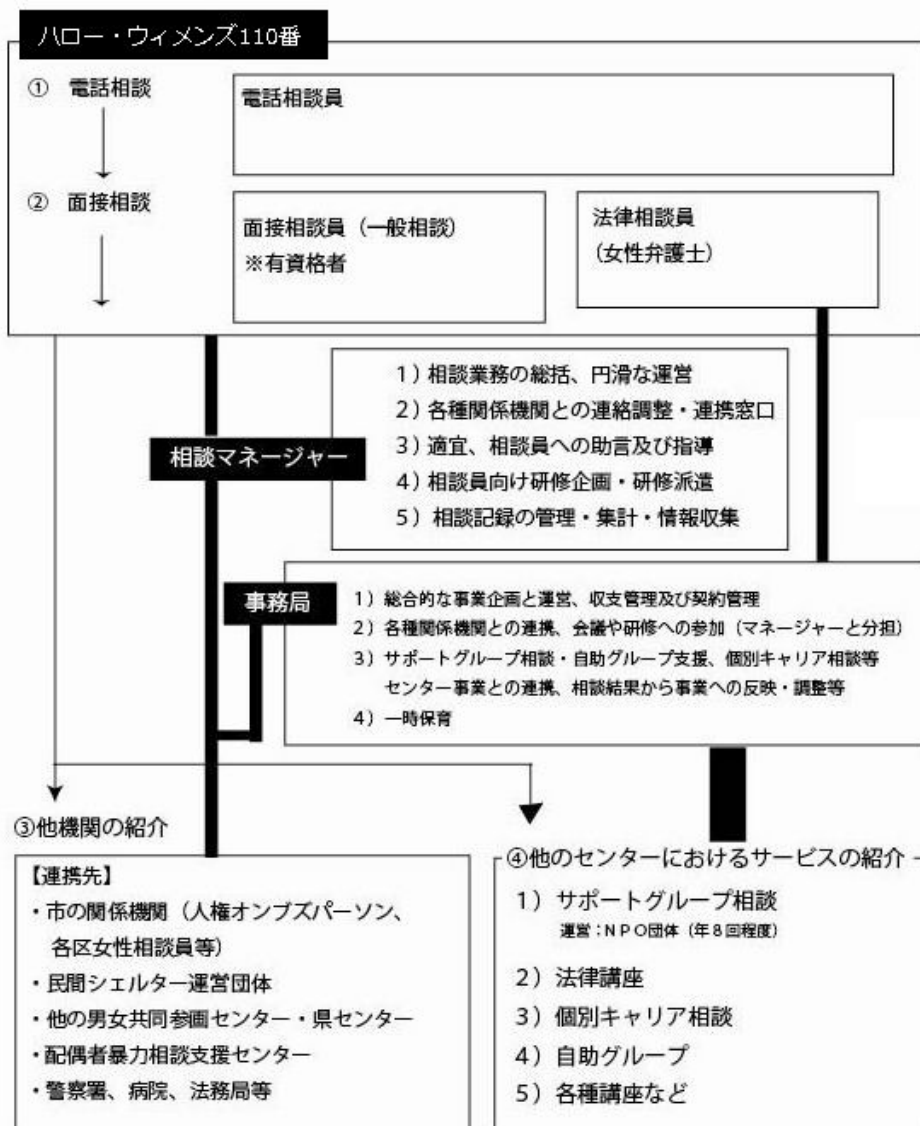 ハロー・ウィメンズ110番
① 電話相談
電話相談員
② 面接相談
面接相談員（一般相談）
※有資格者
法律相談員
（女性弁護士）
相談マネージャー
1）相談業務の総括、円滑な運営
2）各種関係機関との連絡調整・連携窓口
3）適宜、相談員への助言及び指導
4）相談員向け研修企画・研修派遣
5）相談記録の管理・集計・情報収集
事務局
1）総合的な事業企画と運営、収支管理及び契約管理
2）各種関係機関との連携、会議や研修への参加（マネージャーと分担）
3）サポートグループ相談・自助グループ支援、個別キャリア相談等
センター事業との連携、相談結果から事業への反映・調整等
4）一時保育
③他機関の紹介
【連携先】
・市の関係機関（人権オンブズパーソン、
各区女性相談員等）
・民間シェルター運営団体
・他の男女共同参画センター・県センター
・配偶者暴力相談支援センター
・警察署、病院、法務局等
④他のセンターにおけるサービスの紹介
1）サポートグループ相談
運営：NPO団体（年8回程度）
2）法律講座
3）個別キャリア相談
4）自助グループ
5）各種講座など